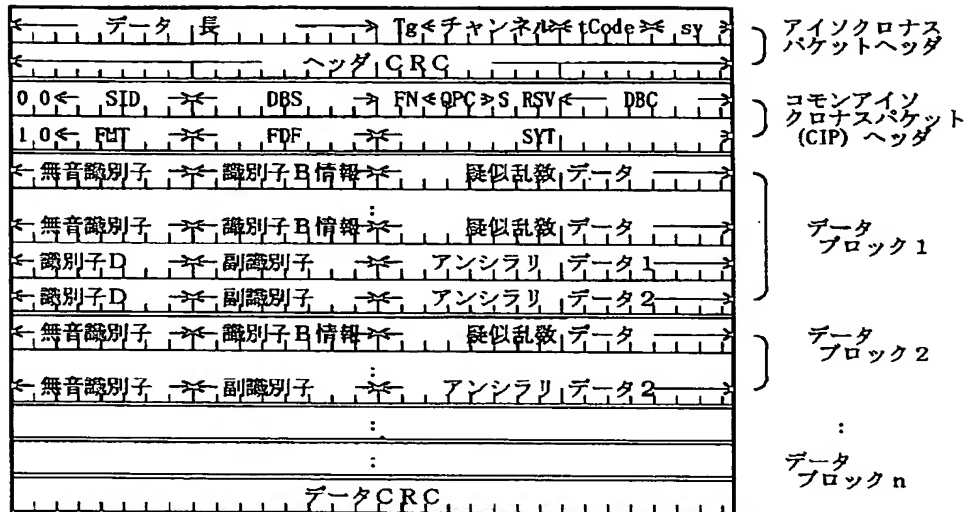 データ長 Tg チャンネル tCode sy
アイソクロナス
パケットヘッダ
ヘッダCRC
0 0 SID DBS FN QPC S RSV DBC
1 0 FMT FDF SYT
コモンアイソ
クロナスパケット
(CIP) ヘッダ
無音識別子 識別子B情報 疑似乱数データ
:
無音識別子 識別子B情報 疑似乱数データ
識別子D 副識別子 アンシラリデータ1
識別子D 副識別子 アンシラリデータ2
データ
ブロック1
無音識別子 識別子B情報 疑似乱数データ
:
無音識別子 副識別子 アンシラリデータ2
データ
ブロック2
:
:
:
データ
ブロックn
データCRC